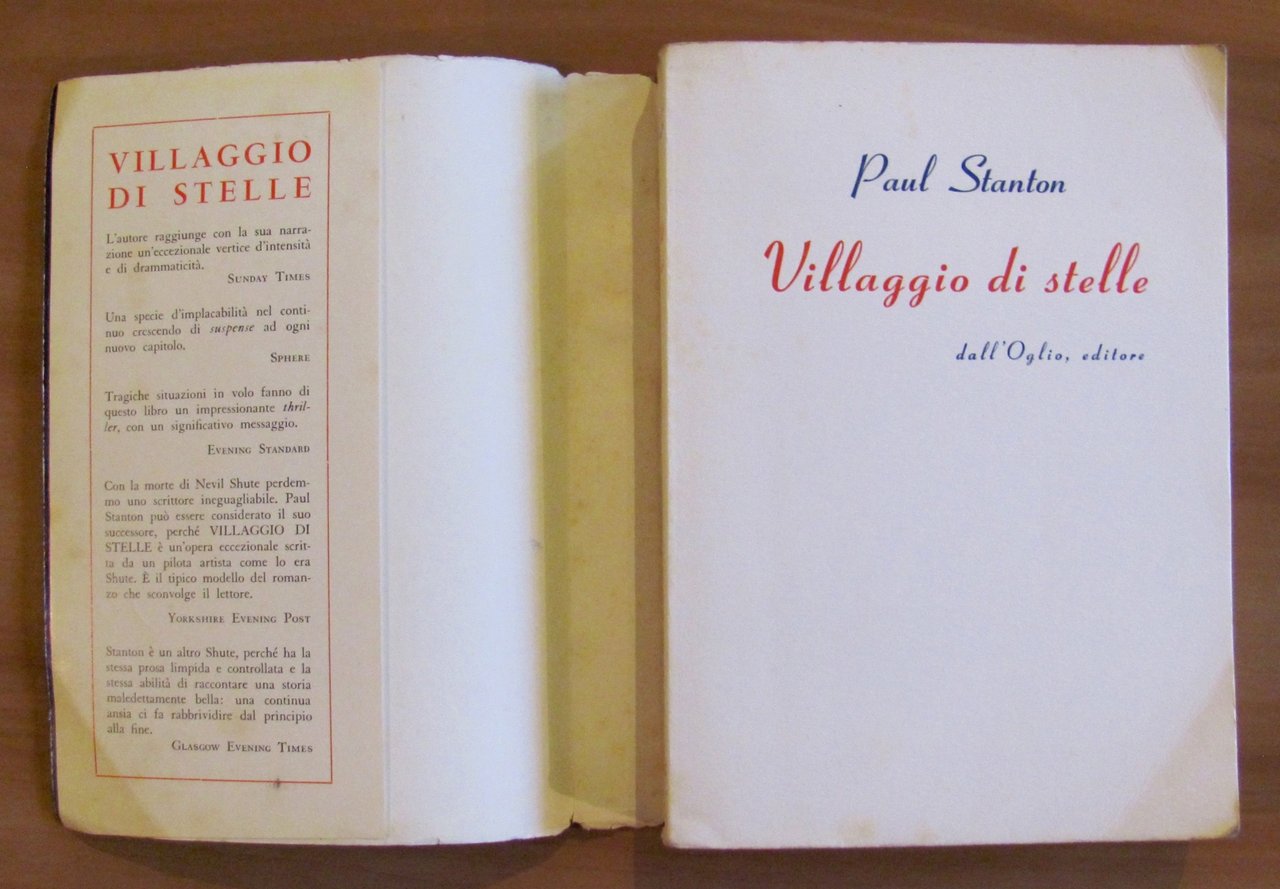 VILLAGGIO
DI STELLE
L'autore raggiunge con la sua narra-
zione un'eccezionale vertice d'intensità
e di drammaticità.
SUNDAY TIMES
Una specie d'implacabilità nel conti-
nuo crescendo di suspense ad ogni
nuovo capitolo.
SPHERE
Tragiche situazioni in volo fanno di
questo libro un impressionante thril-
ler, con un significativo messaggio.
EVENING STANDARD
Con la morte di Nevil Shute perdem-
mo uno scrittore ineguagliabile. Paul
Stanton può essere considerato il suo
successore, perché VILLAGGIO DI
STELLE è un'opera eccezionale scrit-
ta da un pilota artista come lo era
Shute. È il tipico modello del roman-
zo che sconvolge il lettore.
YORKSHIRE EVENING POST
Stanton è un altro Shute, perché ha la
stessa prosa limpida e controllata e la
stessa abilità di raccontare una storia
maledettamente bella: una continua
ansia ci fa rabbrividire dal principio
alla fine.
GLASGOW EVENING TIMES
Paul Stanton
Villaggio di stelle
dall'Oglio, editore